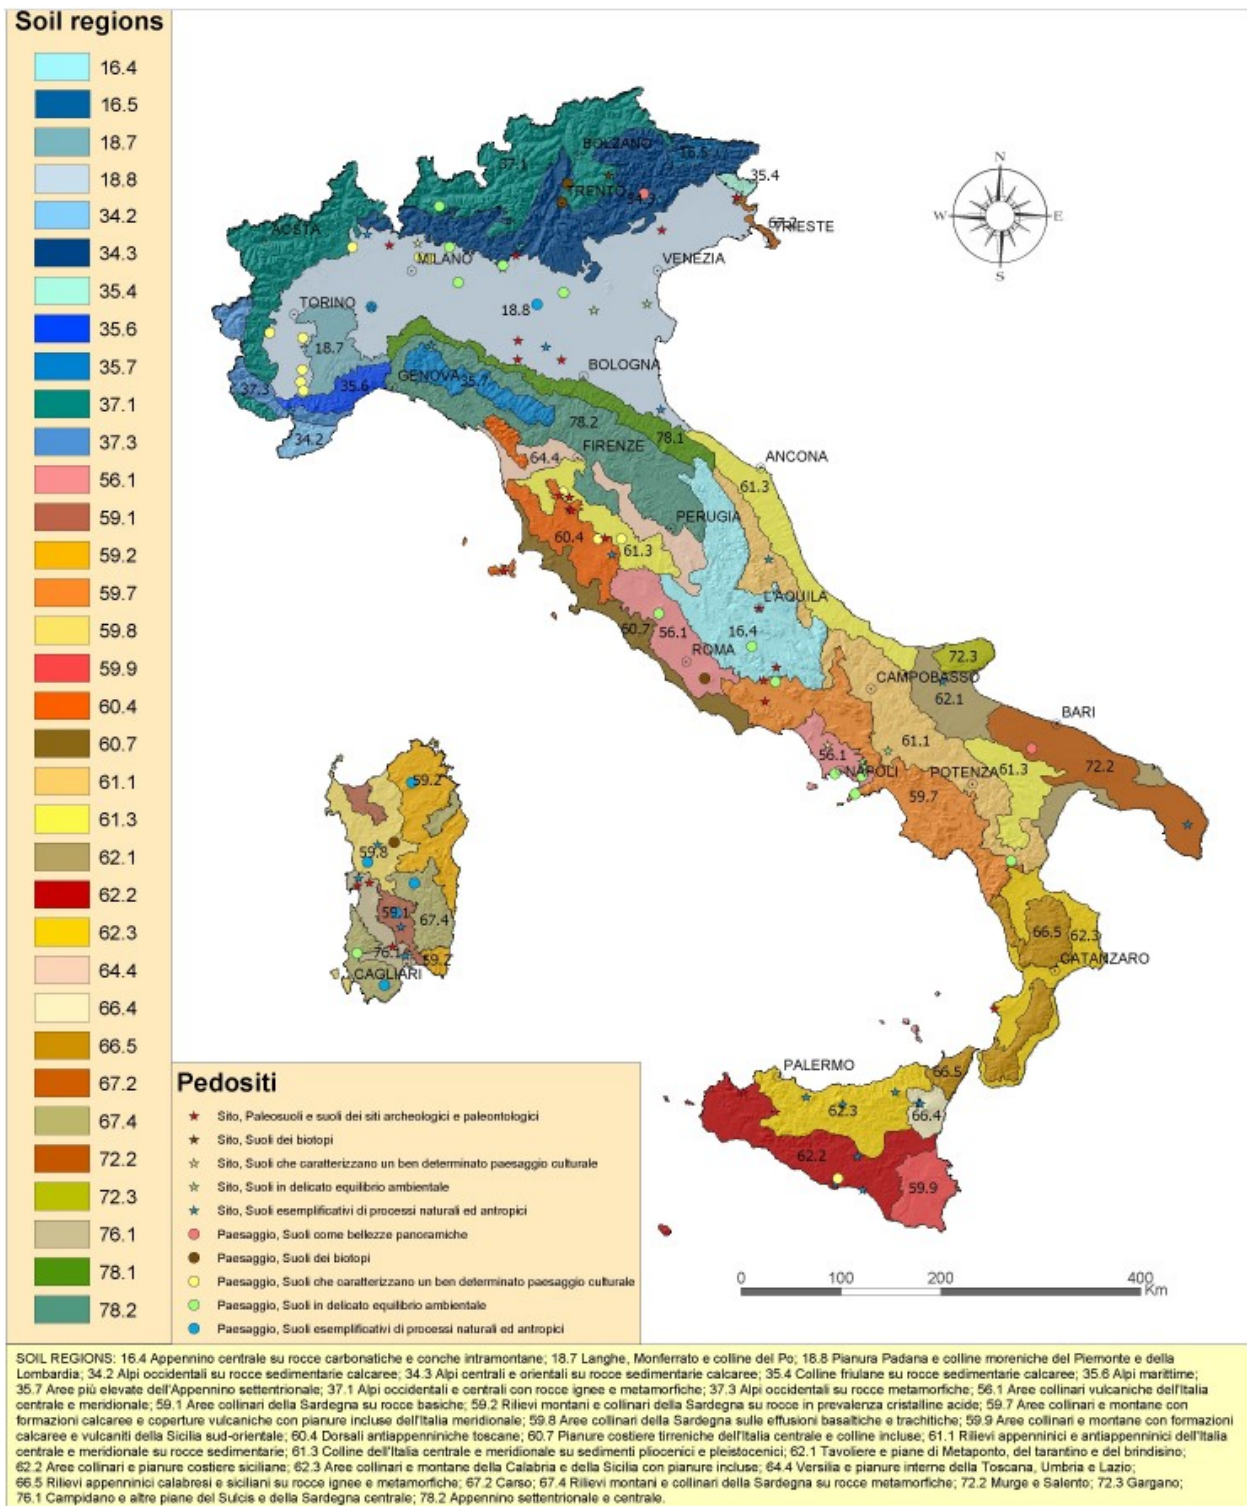 Soil regions
16.4
16.5
18.7
18.8
34.2
34.3
35.4
35.6
35.7
37.1
37.3
56.1
59.1
59.2
59.7
59.8
59.9
60.4
60.7
61.1
61.3
62.1
62.2
62.3
64.4
66.4
66.5
67.2
67.4
72.2
72.3
76.1
78.1
78.2
N
W
E
S
BOLZANO
37.1
16.5
TRENTO
34.3
35.4
67.2
TRIESTE
AOSTA
MILANO
VENEZIA
TORINO
18.8
18.7
BOLOGNA
GENOVA
35.7
35.6
37.3
34.2
78.2
78.1
FIRENZE
64.4
ANCONA
61.3
PERUGIA
60.4
61.3
L'AQUILA
60.7
56.1
16.4
ROMA
72.3
CAMPOBASSO
62.1
BARI
61.1
56.1
NAPOLI
POTENZA
61.3
72.2
59.7
59.2
59.8
59.1
67.4
76.1
59.2
CAGLIARI
66.5
62.3
CATANZARO
PALERMO
66.5
62.3
66.4
62.2
59.9
0 100 200 400
Km
Pedositi
Sito, Paleosuoli e suoli dei siti archeologici e paleontologici
Sito, Suoli dei biotopi
Sito, Suoli che caratterizzano un ben determinato paesaggio culturale
Sito, Suoli in delicato equilibrio ambientale
Sito, Suoli esemplificativi di processi naturali ed antropici
Paesaggio, Suoli come bellezze panoramiche
Paesaggio, Suoli dei biotopi
Paesaggio, Suoli che caratterizzano un ben determinato paesaggio culturale
Paesaggio, Suoli in delicato equilibrio ambientale
Paesaggio, Suoli esemplificativi di processi naturali ed antropici
SOIL REGIONS: 16.4 Appennino centrale su rocce carbonatiche e conche intramontane; 18.7 Langhe, Monferrato e colline del Po; 18.8 Pianura Padana e colline moreniche del Piemonte e della
Lombardia; 34.2 Alpi occidentali su rocce sedimentarie calcaree; 34.3 Alpi centrali e orientali su rocce sedimentarie calcaree; 35.4 Colline friulane su rocce sedimentarie calcaree; 35.6 Alpi marittime;
35.7 Aree più elevate dell'Appennino settentrionale; 37.1 Alpi occidentali e centrali con rocce ignee e metamorfiche; 37.3 Alpi occidentali su rocce metamorfiche; 56.1 Aree collinari vulcaniche dell'Italia
centrale e meridionale; 59.1 Aree collinari della Sardegna su rocce basiche; 59.2 Rilievi montani e collinari della Sardegna su rocce in prevalenza cristalline acide; 59.7 Aree collinari e montane con
formazioni calcaree e coperture vulcaniche con pianure incluse dell'Italia meridionale; 59.8 Aree collinari della Sardegna sulle effusioni basaltiche e trachitiche; 59.9 Aree collinari e montane con formazioni
calcaree e vulcaniti della Sicilia sud-orientale; 60.4 Dorsali antiappenniniche toscane; 60.7 Pianure costiere tirreniche dell'Italia centrale e colline incluse; 61.1 Rilievi appenninici e antiappenninici dell'Italia
centrale e meridionale su rocce sedimentarie; 61.3 Colline dell'Italia centrale e meridionale su sedimenti pliocenici e pleistocenici; 62.1 Tavoliere e piane di Metaponto, del tarantino e del brindisino;
62.2 Aree collinari e pianure costiere siciliane; 62.3 Aree collinari e montane della Calabria e della Sicilia con pianure incluse; 64.4 Versilia e pianure interne della Toscana, Umbria e Lazio;
66.5 Rilievi appenninici calabresi e siciliani su rocce ignee e metamorfiche; 67.2 Carso; 67.4 Rilievi montani e collinari della Sardegna su rocce metamorfiche; 72.2 Murge e Salento; 72.3 Gargano;
76.1 Campidano e altre piane del Sulcis e della Sardegna centrale; 78.2 Appennino settentrionale e centrale.